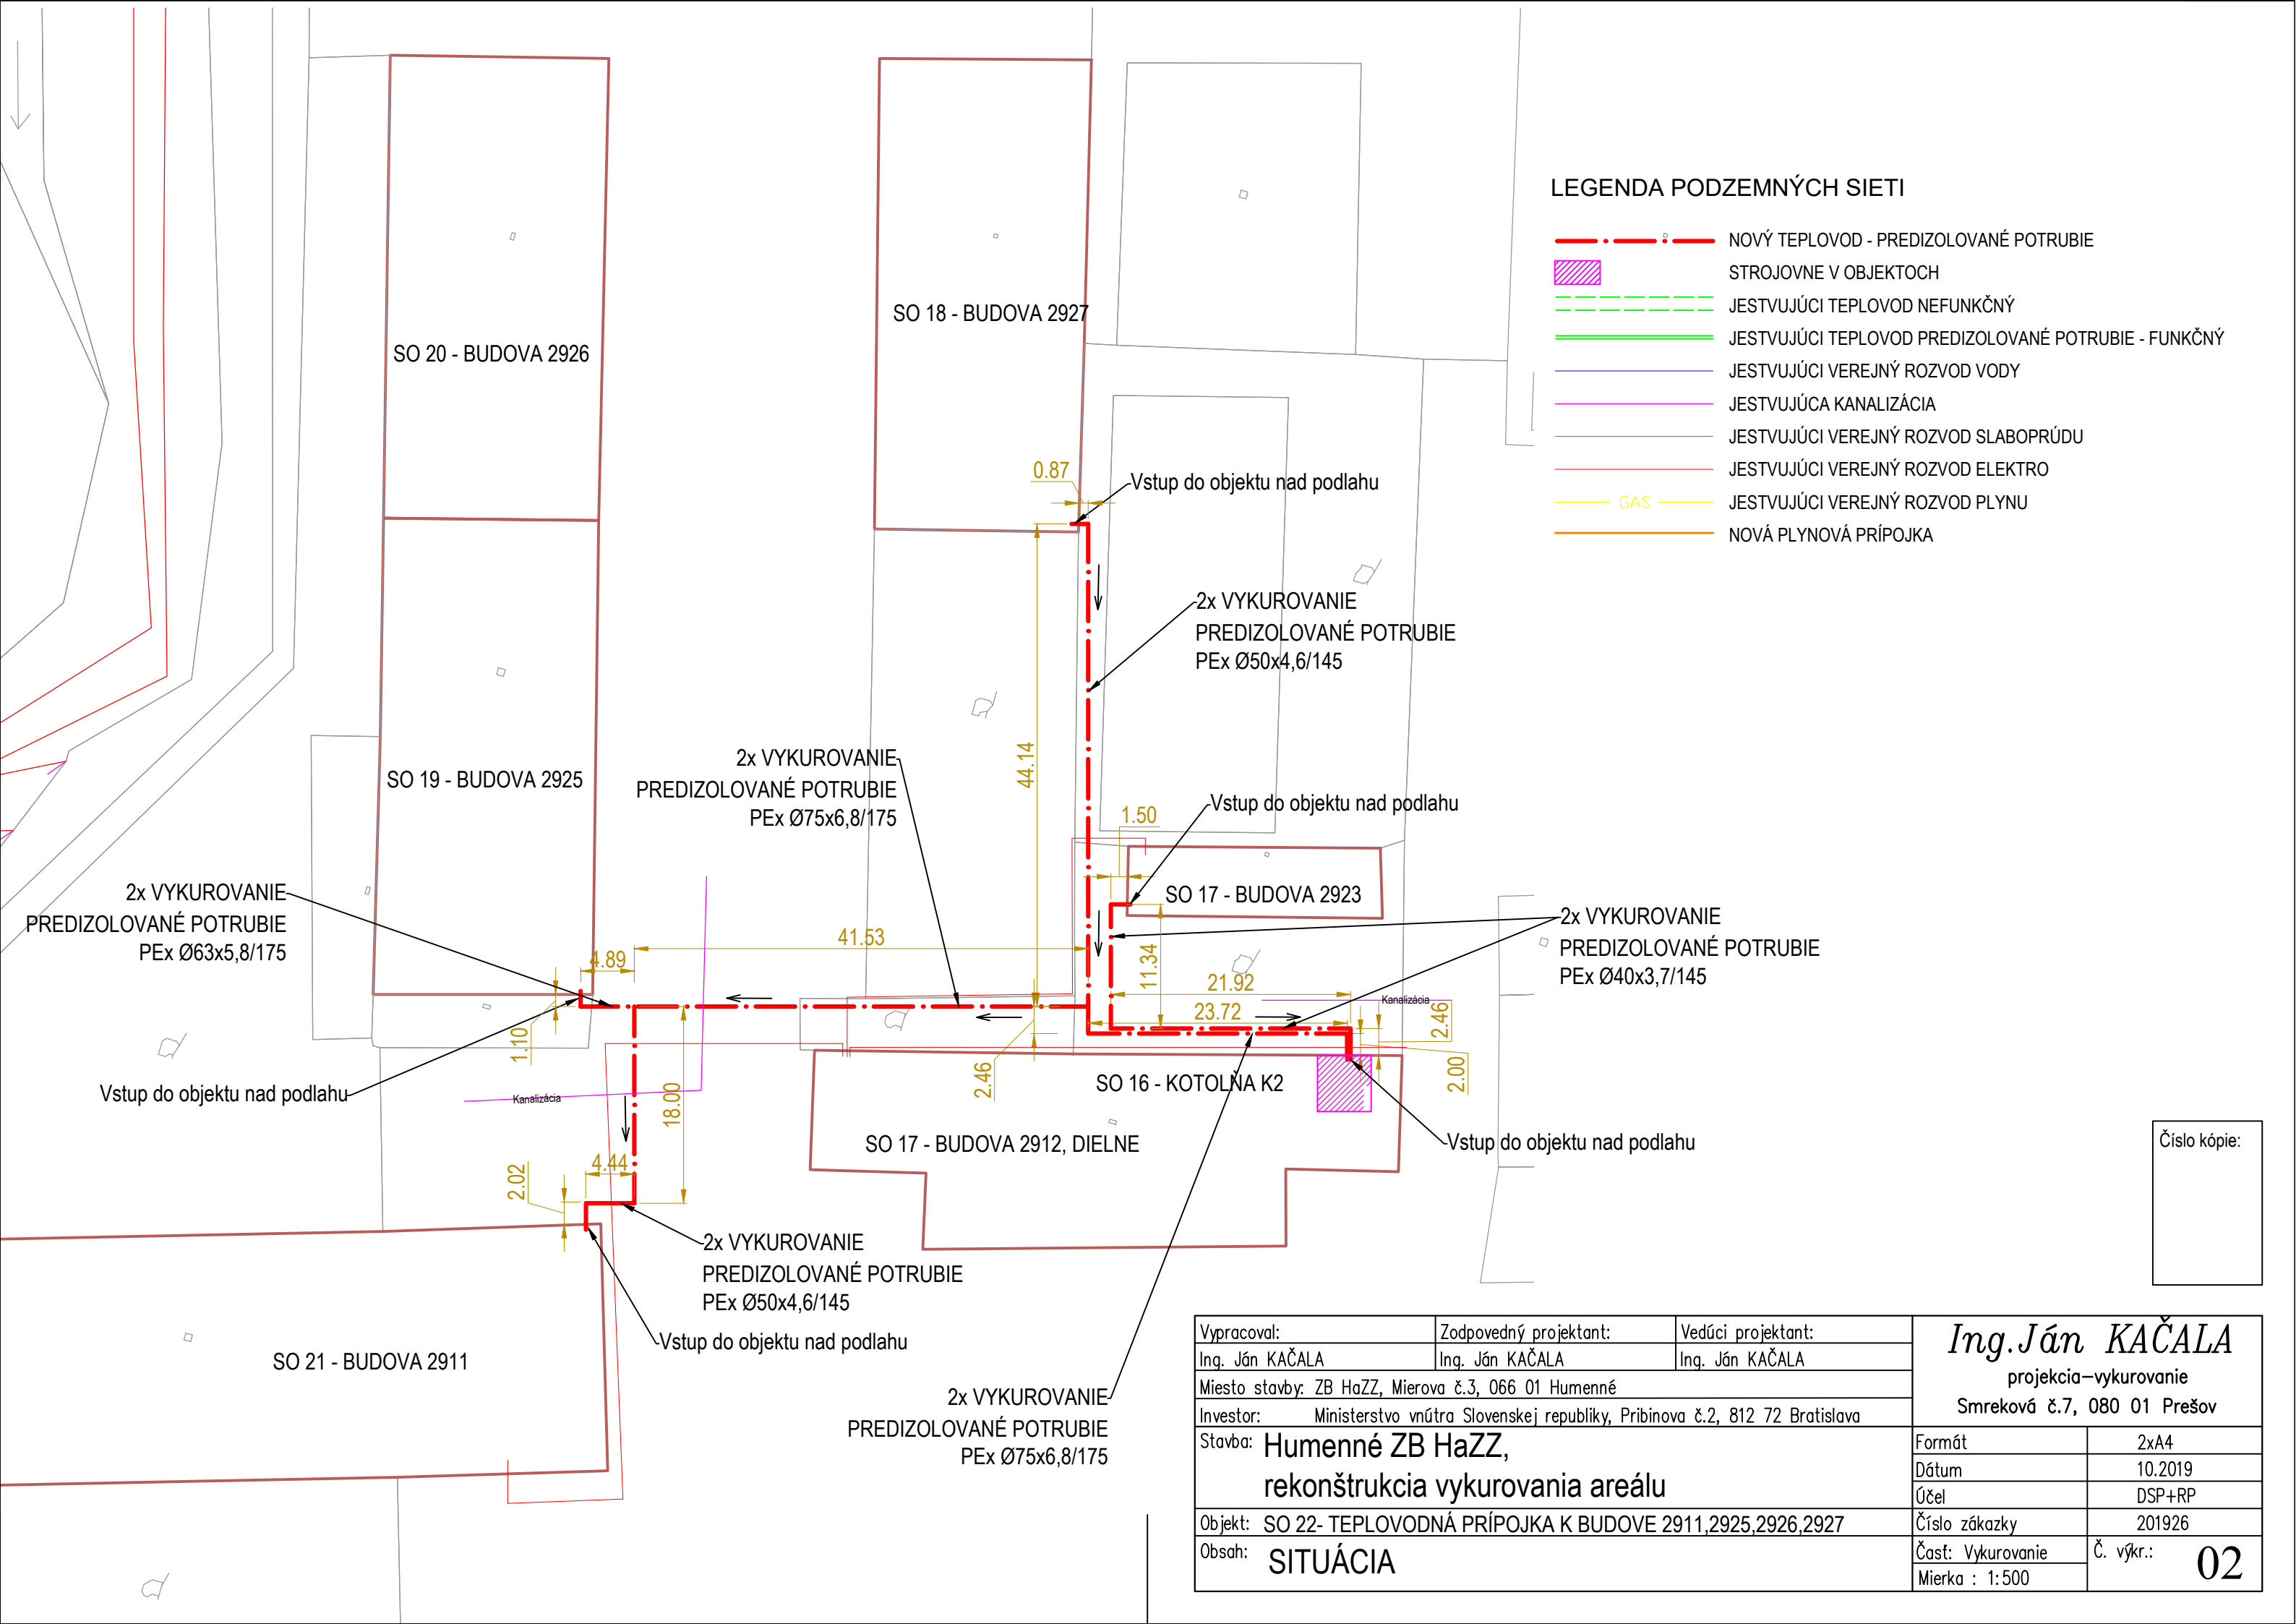 LEGENDA PODZEMNÝCH SIETI
NOVÝ TEPLOVOD - PREDIZOLOVANÉ POTRUBIE
STROJOVNE V OBJEKTOCH
JESTVUJÚCI TEPLOVOD NEFUNKČNÝ
JESTVUJÚCI TEPLOVOD PREDIZOLOVANÉ POTRUBIE - FUNKČNÝ
JESTVUJÚCI VEREJNÝ ROZVOD VODY
JESTVUJÚCA KANALIZÁCIA
JESTVUJÚCI VEREJNÝ ROZVOD SLABOPRÚDU
JESTVUJÚCI VEREJNÝ ROZVOD ELEKTRO
GAS JESTVUJÚCI VEREJNÝ ROZVOD PLYNU
NOVÁ PLYNOVÁ PRÍPOJKA
SO 18 - BUDOVA 2927
SO 20 - BUDOVA 2926
0.87
Vstup do objektu nad podlahu
2x VYKUROVANIE
PREDIZOLOVANÉ POTRUBIE
PEx Ø50x4,6/145
44.14
SO 19 - BUDOVA 2925
2x VYKUROVANIE
PREDIZOLOVANÉ POTRUBIE
PEx Ø75x6,8/175
Vstup do objektu nad podlahu
1.50
SO 17 - BUDOVA 2923
2x VYKUROVANIE
PREDIZOLOVANÉ POTRUBIE
PEx Ø63x5,8/175
2x VYKUROVANIE
PREDIZOLOVANÉ POTRUBIE
PEx Ø40x3,7/145
41.53
4.89
11.34
21.92
23.72
Kanalizácia
2.46
2.00
1.10
2.46
Vstup do objektu nad podlahu
Kanalizácia
18.00
SO 16 - KOTOLŇA K2
SO 17 - BUDOVA 2912, DIELNE
Vstup do objektu nad podlahu
2.02
4.44
2x VYKUROVANIE
PREDIZOLOVANÉ POTRUBIE
PEx Ø50x4,6/145
Vstup do objektu nad podlahu
SO 21 - BUDOVA 2911
2x VYKUROVANIE
PREDIZOLOVANÉ POTRUBIE
PEx Ø75x6,8/175
Číslo kópie:
Vypracoval: Zodpovedný projektant: Vedúci projektant:
Ing. Ján KAČALA Ing. Ján KAČALA Ing. Ján KAČALA
Miesto stavby: ZB HaZZ, Mierova č.3, 066 01 Humenné
Investor: Ministerstvo vnútra Slovenskej republiky, Pribinova č.2, 812 72 Bratislava
Stavba: Humenné ZB HaZZ,
rekonštrukcia vykurovania areálu
Objekt: SO 22- TEPLOVODNÁ PRÍPOJKA K BUDOVE 2911,2925,2926,2927
Obsah: SITUÁCIA
Ing.Ján KAČALA
projekcia-vykurovanie
Smreková č.7, 080 01 Prešov
Formát 2xA4
Dátum 10.2019
Účel DSP+RP
Číslo zákazky 201926
Časť: Vykurovanie
Mierka : 1:500
Č. výkr.: 02